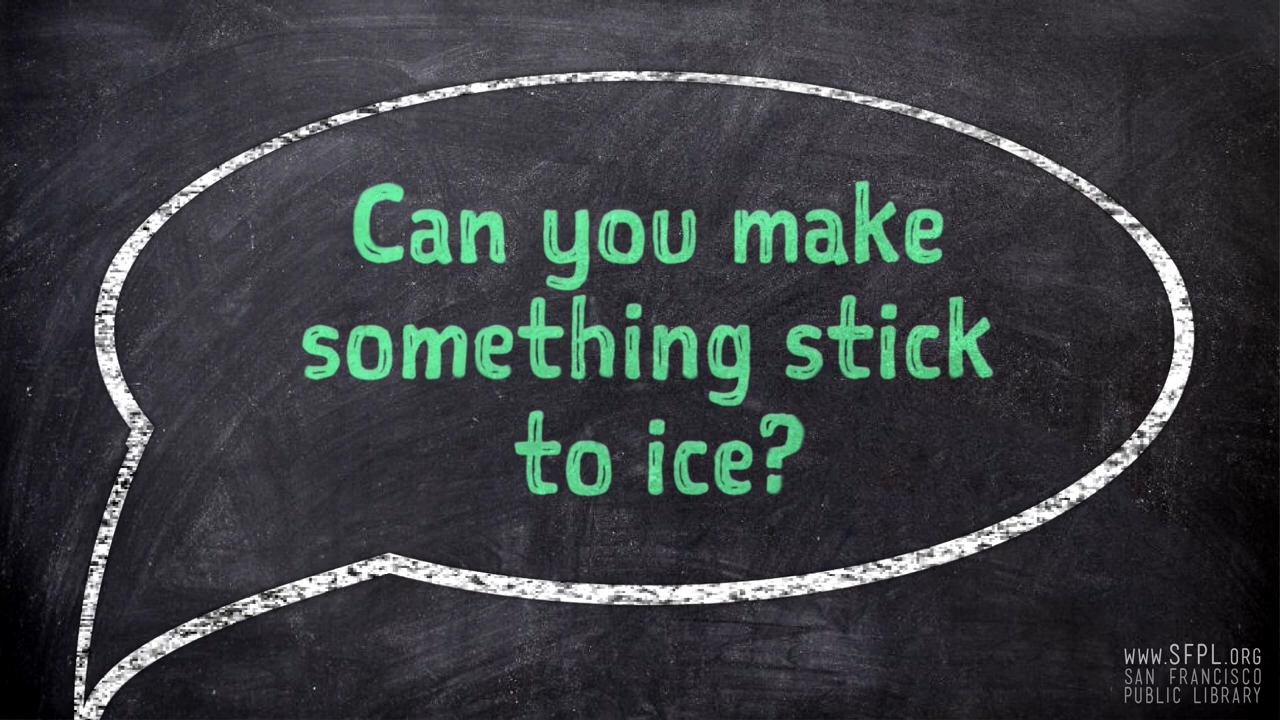 Can you make
something stick
to ice?
WWW.SFPL.ORG
SAN FRANCISCO
PUBLIC LIBRARY